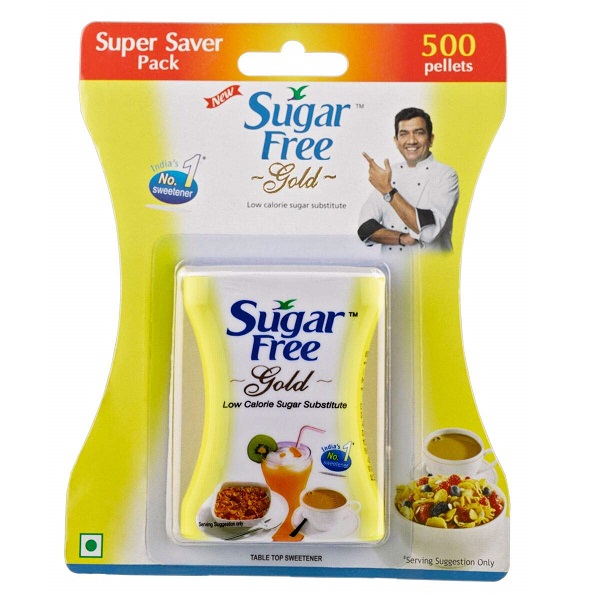 Super Saver
Pack
500
pellets
New
Sugar™
Free
~Gold~
Low calorie sugar substitute
India's
No. 1*
sweetener
Sugar™
Free
~Gold~
Low Calorie Sugar Substitute
India's
No. 1*
sweetener
Serving Suggestion only
TABLE TOP SWEETENER
*Serving Suggestion Only